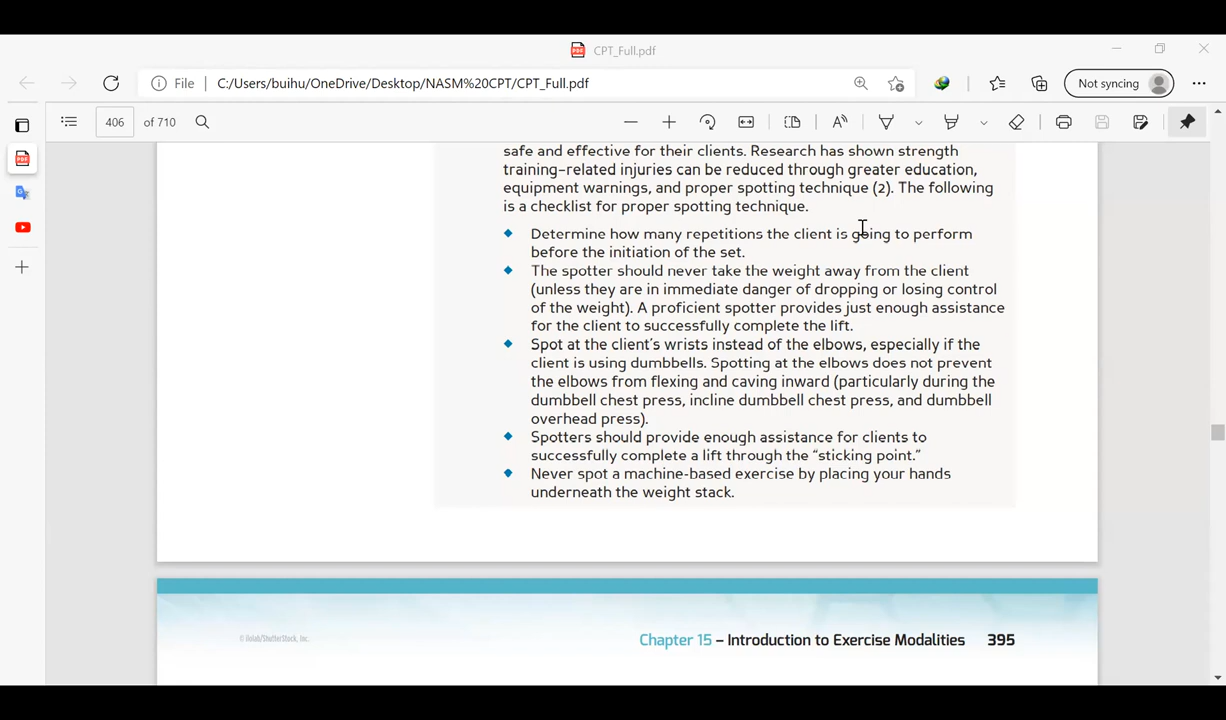 CPT_Full.pdf
File
C:/Users/buihu/OneDrive/Desktop/NASM%20CPT/CPT_Full.pdf
Not syncing
406 of 710
safe and effective for their clients. Research has shown strength
training-related injuries can be reduced through greater education,
equipment warnings, and proper spotting technique (2). The following
is a checklist for proper spotting technique.
Determine how many repetitions the client is going to perform
before the initiation of the set.
The spotter should never take the weight away from the client
(unless they are in immediate danger of dropping or losing control
of the weight). A proficient spotter provides just enough assistance
for the client to successfully complete the lift.
Spot at the client's wrists instead of the elbows, especially if the
client is using dumbbells. Spotting at the elbows does not prevent
the elbows from flexing and caving inward (particularly during the
dumbbell chest press, incline dumbbell chest press, and dumbbell
overhead press).
Spotters should provide enough assistance for clients to
successfully complete a lift through the “sticking point.”
Never spot a machine-based exercise by placing your hands
underneath the weight stack.
Chapter 15 – Introduction to Exercise Modalities 395